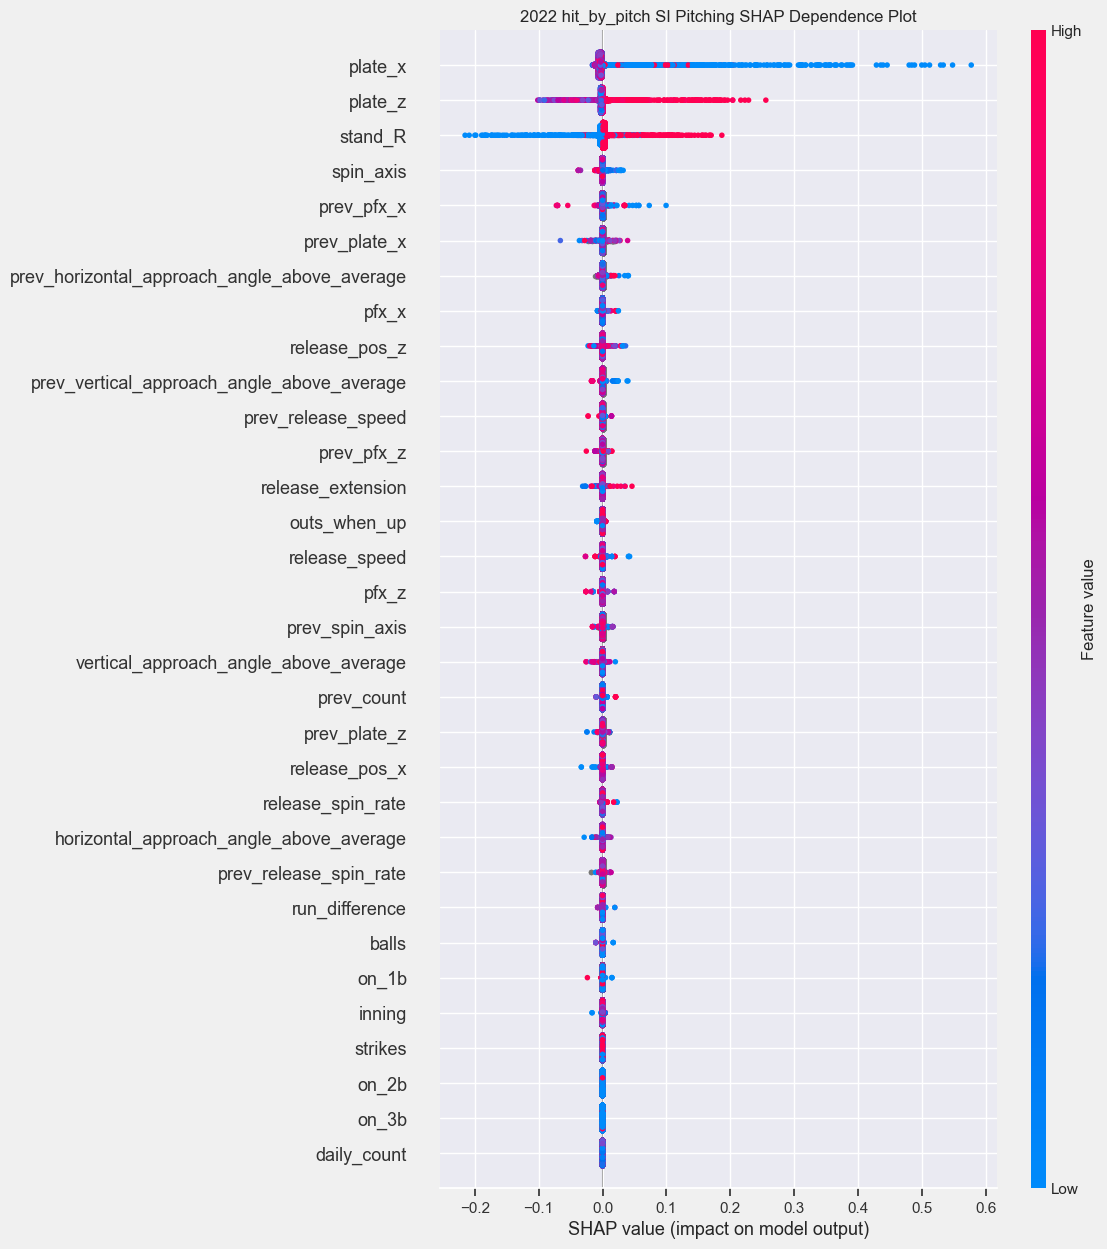 2022 hit_by_pitch SI Pitching SHAP Dependence Plot
High
plate_x
plate_z
stand_R
spin_axis
prev_pfx_x
prev_plate_x
prev_horizontal_approach_angle_above_average
pfx_x
release_pos_z
prev_vertical_approach_angle_above_average
prev_release_speed
prev_pfx_z
release_extension
outs_when_up
release_speed
pfx_z
prev_spin_axis
vertical_approach_angle_above_average
prev_count
prev_plate_z
release_pos_x
release_spin_rate
horizontal_approach_angle_above_average
prev_release_spin_rate
run_difference
balls
on_1b
inning
strikes
on_2b
on_3b
daily_count
Feature value
Low
−0.2 −0.1 0.0 0.1 0.2 0.3 0.4 0.5 0.6
SHAP value (impact on model output)